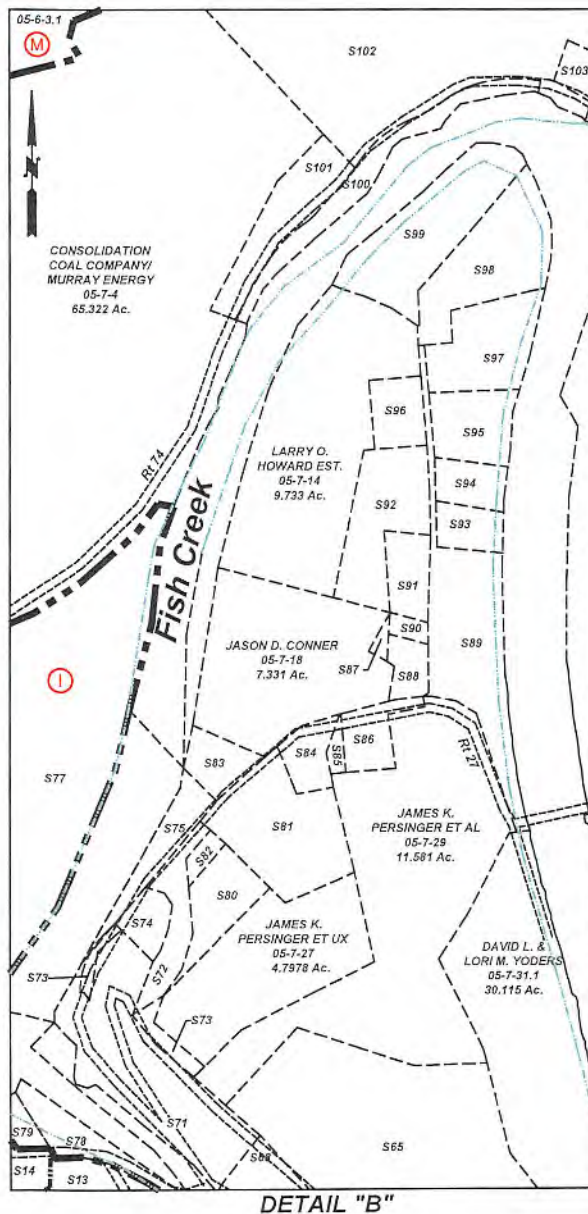 05-6-3.1
M
S102
S103
N
S101
S100
CONSOLIDATION
COAL COMPANY/
MURRAY ENERGY
05-7-4
65.322 Ac.
S99
S98
S97
S96
Rt 74
LARRY O.
HOWARD EST.
05-7-14
9.733 Ac.
S95
S94
S92
S93
Fish Creek
S91
S90
S89
JASON D. CONNER
05-7-18
7.331 Ac.
S87
S88
I
S77
S83
S84
S85
S86
Rt 27
S75
S81
JAMES K.
PERSINGER ET AL
05-7-29
11.581 Ac.
S82
S80
S74
JAMES K.
PERSINGER ET UX
05-7-27
4.7978 Ac.
DAVID L. &
LORI M. YODERS
05-7-31.1
30.115 Ac.
S73
S72
S73
S71
S79
S78
S65
S14
S13
DETAIL "B"